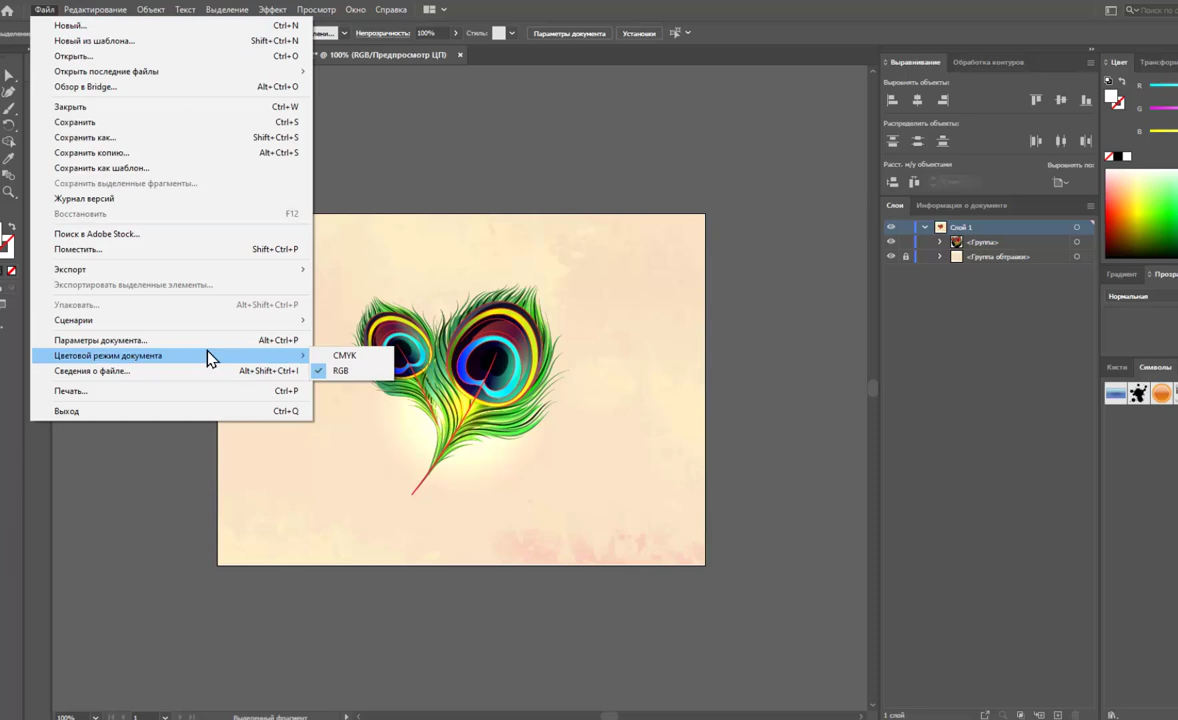 Файл Редактирование Объект Текст Выделение Эффект Просмотр Окно Справка
Непрозрачность: 100% Стиль: Параметры документа Установки
@ 100% (RGB/Предпросмотр ЦП)
Новый... Ctrl+N
Новый из шаблона... Shift+Ctrl+N
Открыть... Ctrl+O
Открыть последние файлы
Обзор в Bridge... Alt+Ctrl+O
Закрыть Ctrl+W
Сохранить Ctrl+S
Сохранить как... Shift+Ctrl+S
Сохранить копию... Alt+Ctrl+S
Сохранить как шаблон...
Сохранить выделенные фрагменты...
Журнал версий
Восстановить F12
Поиск в Adobe Stock...
Поместить... Shift+Ctrl+P
Экспорт
Экспортировать выделенные элементы...
Упаковать... Alt+Shift+Ctrl+P
Сценарии
Параметры документа... Alt+Ctrl+P
Цветовой режим документа
Сведения о файле... Alt+Shift+Ctrl+I
Печать... Ctrl+P
Выход Ctrl+Q
CMYK
RGB
Выравнивание Обработка контуров
Выровнять объекты:
Распределить объекты:
Расст. м/у объектами Выровнять по:
Слои Информация о документе
Слой 1
<Группа>
<Группа обтравки>
Цвет Трансформ
R
G
B
Градиент Прозра
Нормальная
Кисти Символы
100% 1 Выделенный фрагмент
1 слой